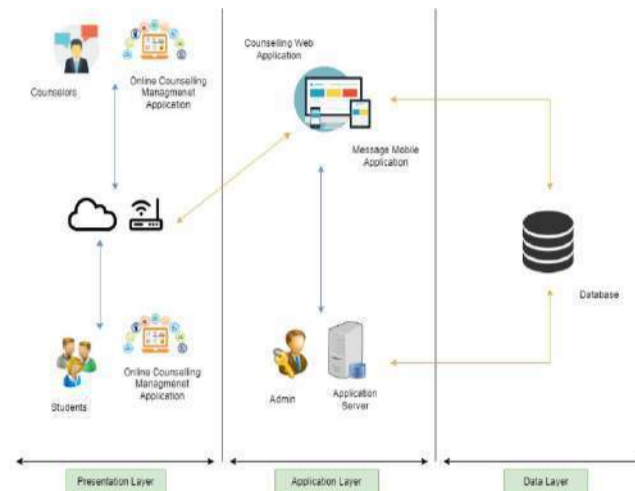 Counselors
Online Counselling
Managmenet
Application
Counselling Web
Application
Message Mobile
Application
Database
Students
Online Counselling
Managmenet
Application
Admin
Application
Server
Presentation Layer
Application Layer
Data Layer